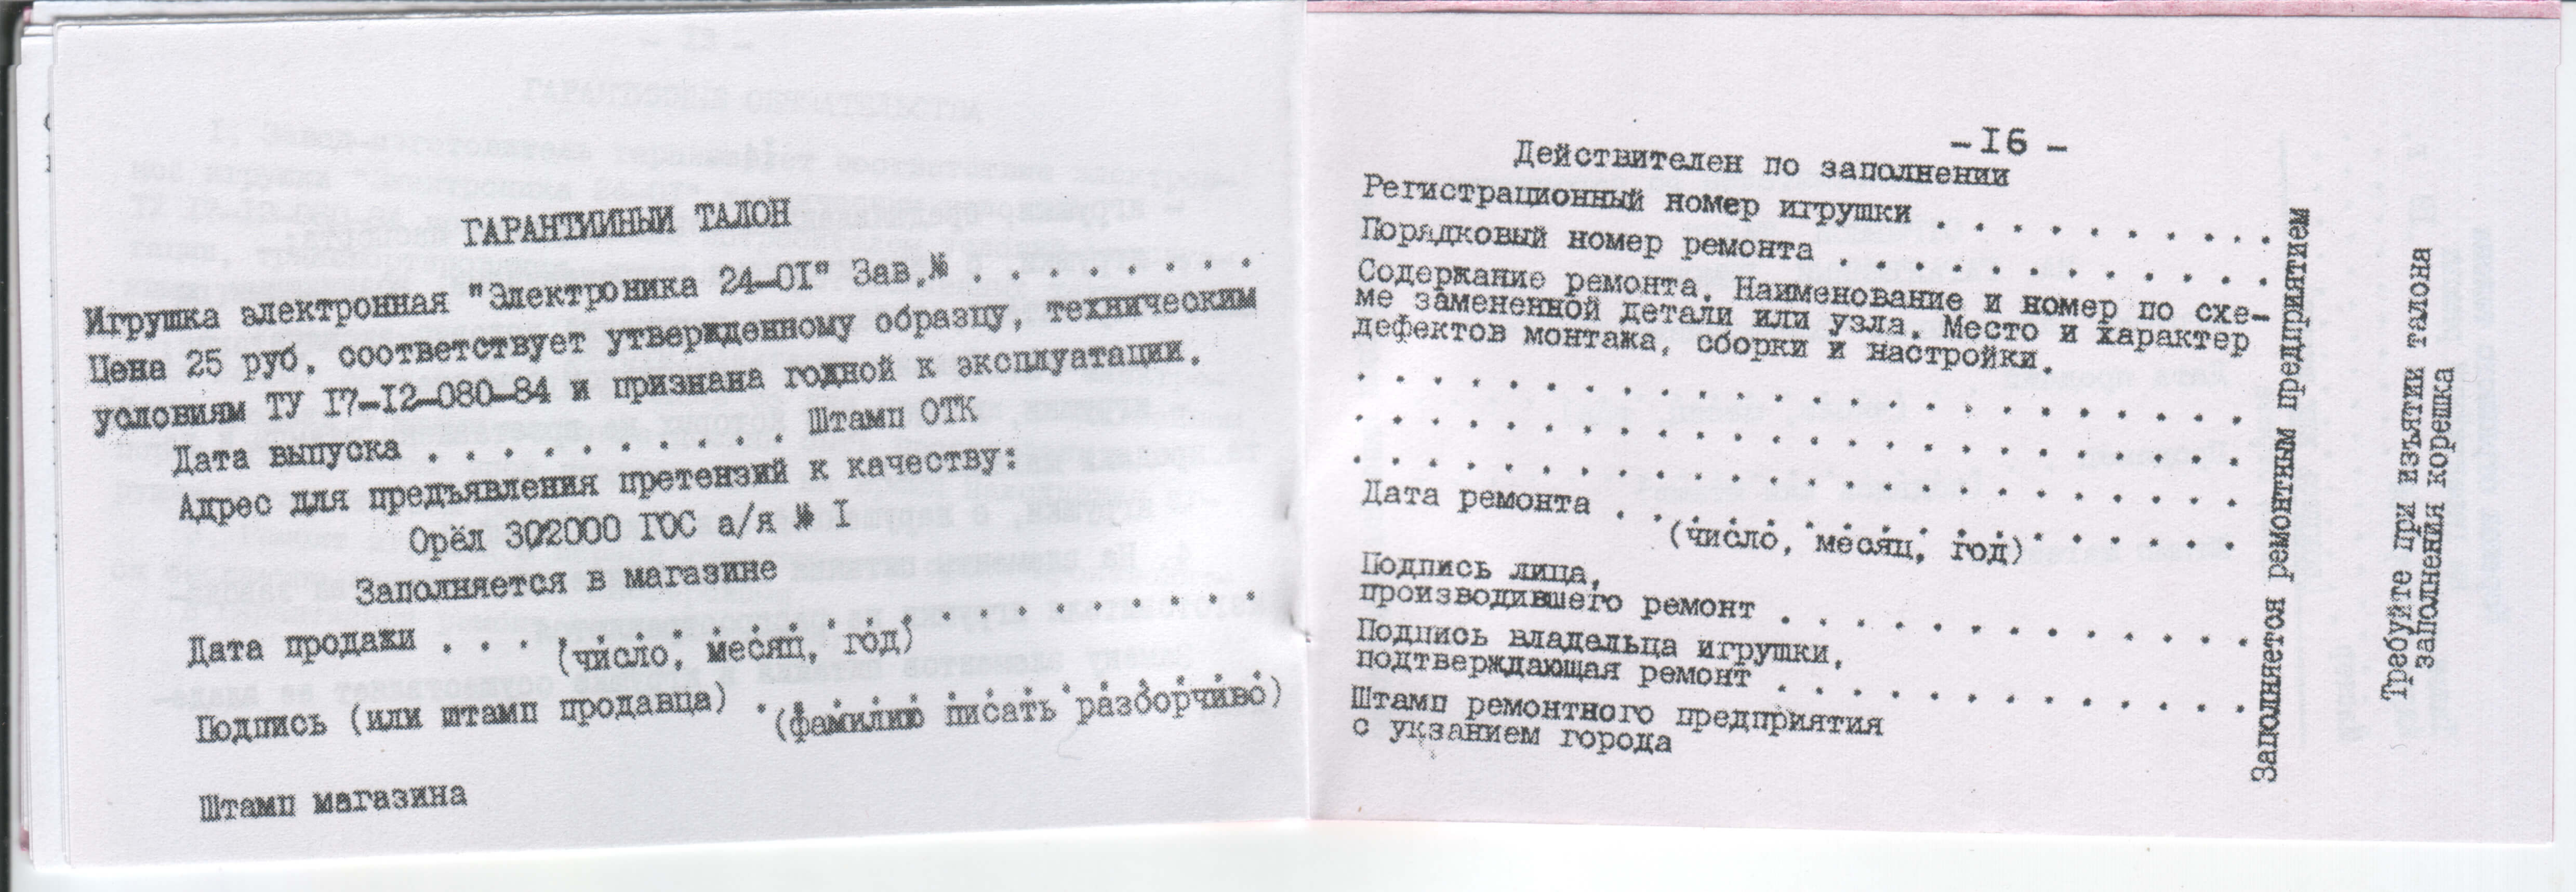 ГАРАНТИЙНЫЙ ТАЛОН
Игрушка электронная "Электроника 24-01" Зав.№ . . . . . . . .
Цена 25 руб. соответствует утвержденному образцу, техническим
условиям ТУ 17-12-080-84 и признана годной к эксплуатации.
Дата выпуска . . . . . . . . . . Штамп ОТК
Адрес для предъявления претензий к качеству:
Орёл 302000 ГОС а/я № I
Заполняется в магазине
Дата продажи . . . . . . . . . . . . . . . . . .
(число, месяц, год)
Подпись (или штамп продавца) . . . . . . . . . . . .
(фамилию писать разборчиво)
Штамп магазина
-I6 -
Действителен по заполнении
Регистрационный номер игрушки . . . . . . . . . .
Порядковый номер ремонта . . . . . . . . . . . .
Содержание ремонта. Наименование и номер по схе-
ме замененной детали или узла. Место и характер
дефектов монтажа, сборки и настройки.
. . . . . . . . . . . . . . . . . . . . . . . .
. . . . . . . . . . . . . . . . . . . . . . . .
. . . . . . . . . . . . . . . . . . . . . . . .
Дата ремонта . . . . . . . . . . . . . . . . .
(число, месяц, год)
Подпись лица,
производившего ремонт . . . . . . . . . . . . .
Подпись владельца игрушки,
подтверждающая ремонт . . . . . . . . . . . . .
Штамп ремонтного предприятия
с укзанием города
Заполняется ремонтным предприятием
Требуйте при изъятии талона
заполнения корешка